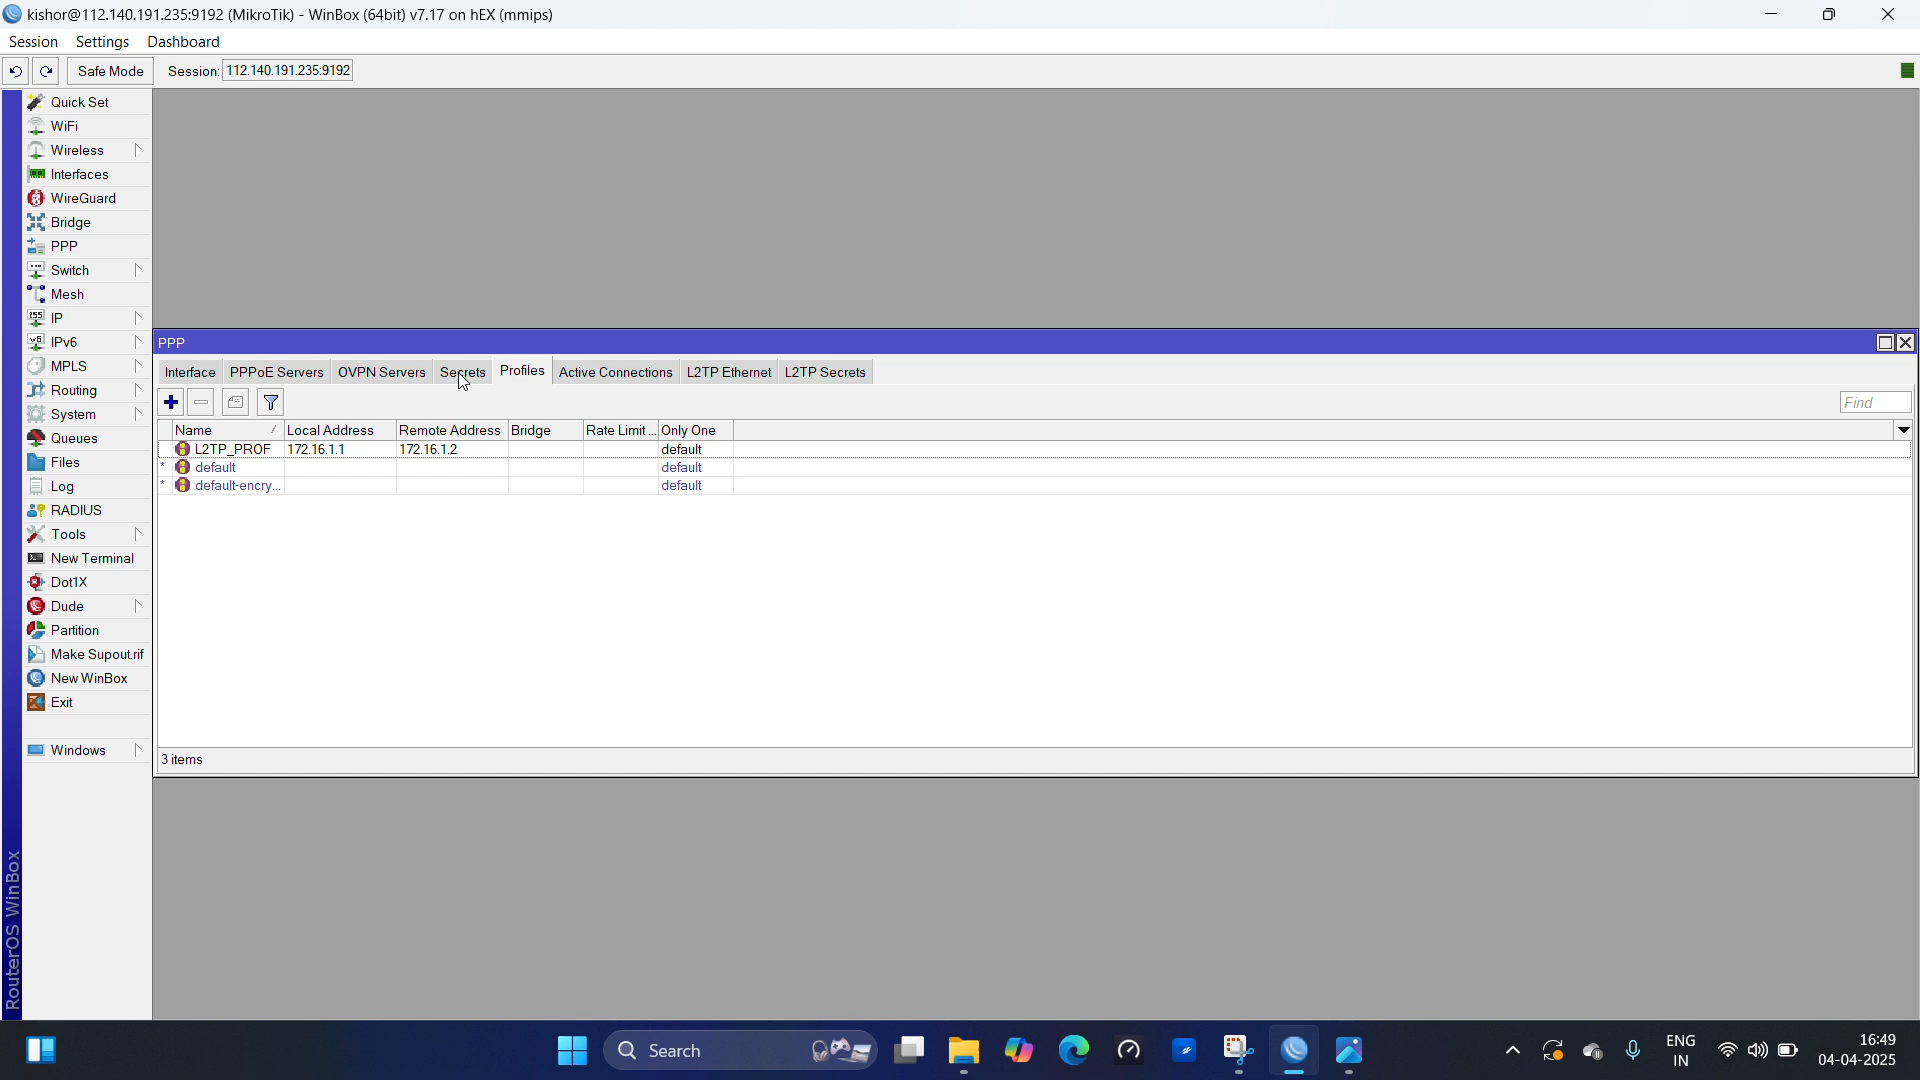 kishor@112.140.191.235:9192 (MikroTik) - WinBox (64bit) v7.17 on hEX (mmips)
Session Settings Dashboard
Safe Mode Session: 112.140.191.235:9192
Quick Set
WiFi
Wireless
Interfaces
WireGuard
Bridge
PPP
Switch
Mesh
IP
IPv6
MPLS
Routing
System
Queues
Files
Log
RADIUS
Tools
New Terminal
Dot1X
Dude
Partition
Make Supout.rif
New WinBox
Exit
Windows
RouterOS WinBox
PPP
Interface PPPoE Servers OVPN Servers Secrets Profiles Active Connections L2TP Ethernet L2TP Secrets
Find
Name Local Address Remote Address Bridge Rate Limit ... Only One
L2TP_PROF 172.16.1.1 172.16.1.2 default
* default default
* default-encry... default
3 items
Search
ENG
IN
16:49
04-04-2025